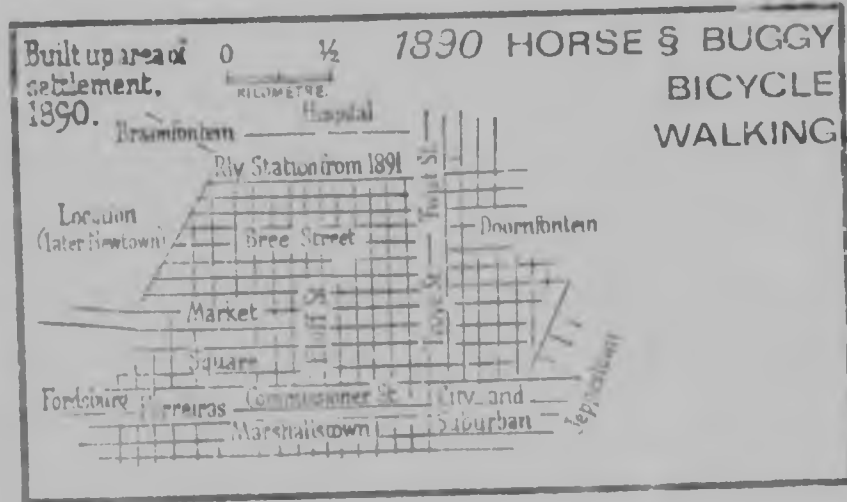 Built up area of
settlement,
1890.
0 ½
KILOMETRE.
1890 HORSE & BUGGY
BICYCLE
WALKING
Hospital
Braamfontein
Rly Station from 1891
Location
(later Newtown)
Bree Street
Doornfontein
Market
Square
Fordsburg
Ferreiras
Commissioner St.
City and
Suburban
Marshallstown
Jeppestown